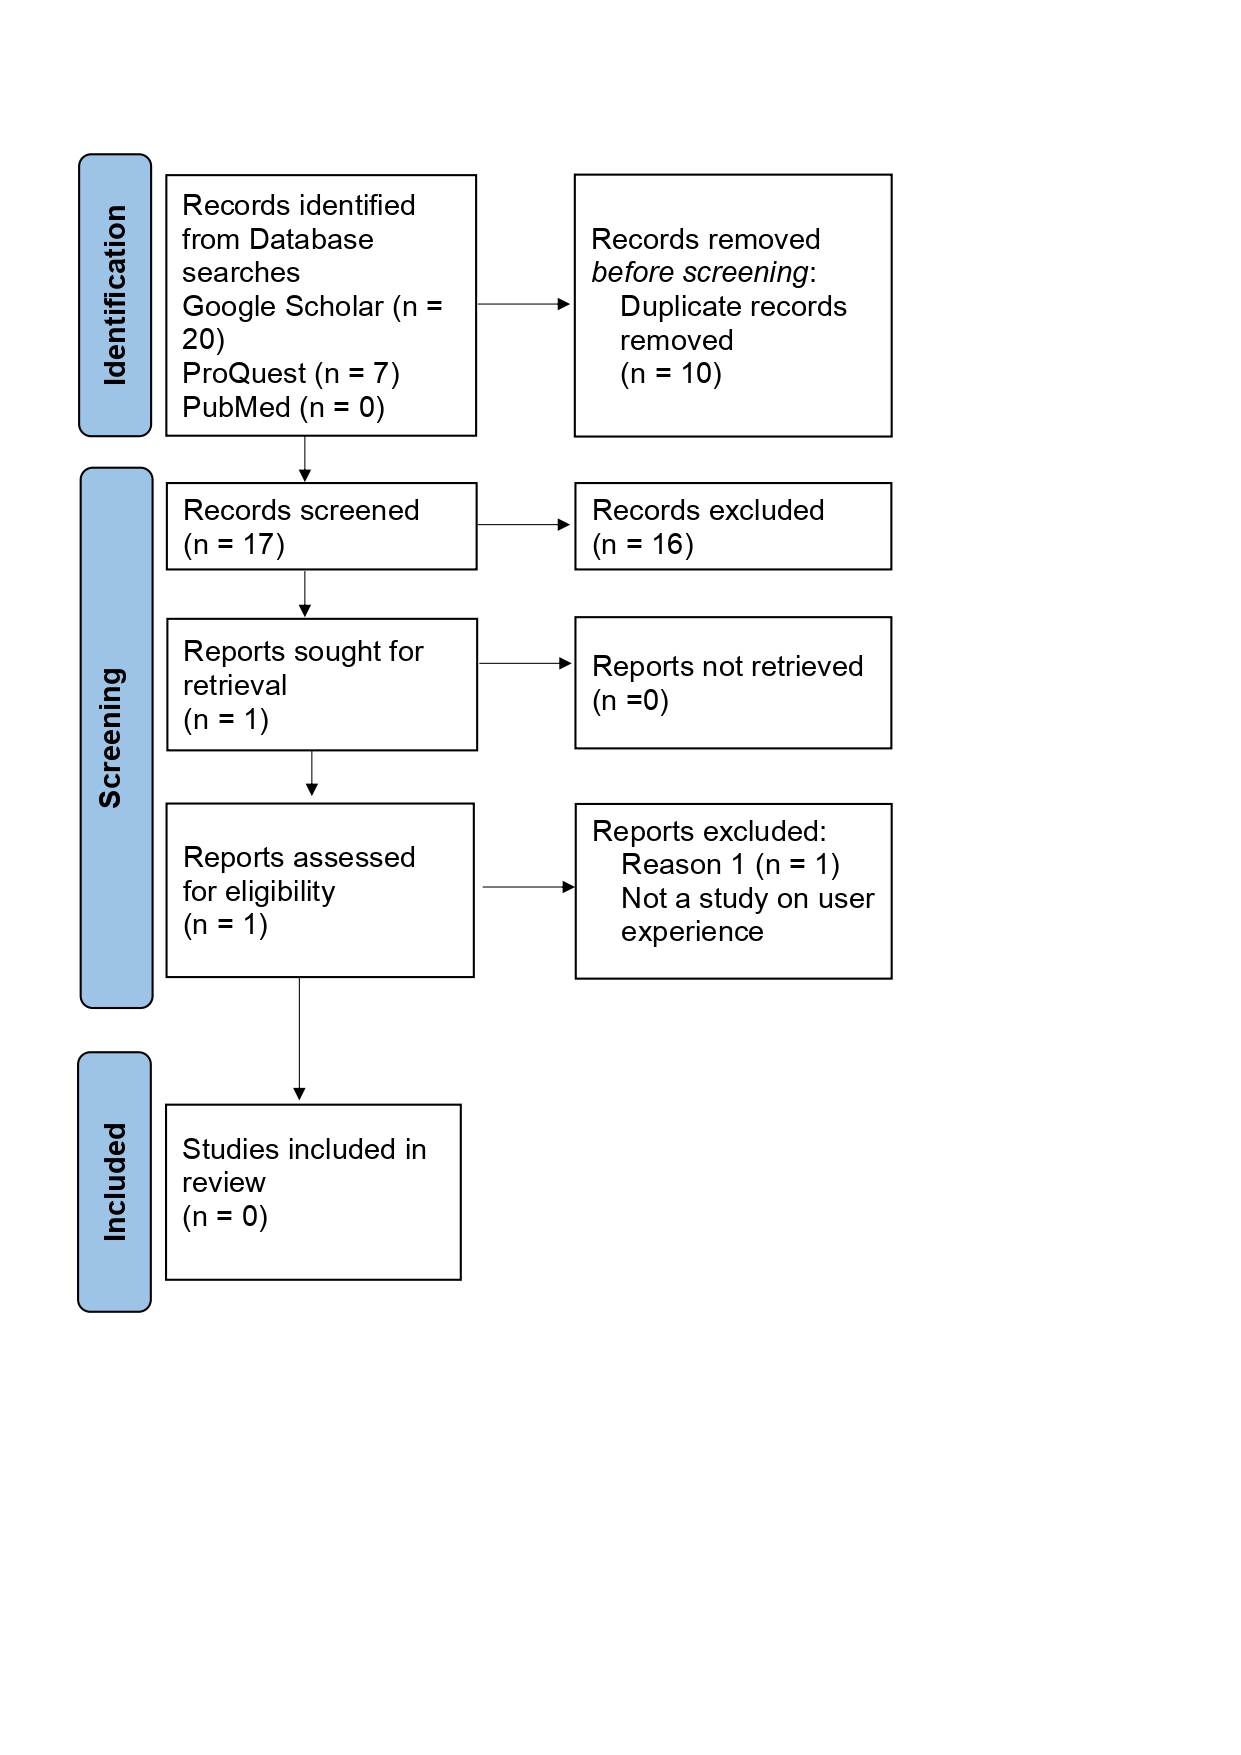 Identification
Records identified
from Database
searches
Google Scholar (n =
20)
ProQuest (n = 7)
PubMed (n = 0)
Records removed
before screening:
Duplicate records
removed
(n = 10)
Screening
Records screened
(n = 17)
Records excluded
(n = 16)
Reports sought for
retrieval
(n = 1)
Reports not retrieved
(n =0)
Reports assessed
for eligibility
(n = 1)
Reports excluded:
Reason 1 (n = 1)
Not a study on user
experience
Included
Studies included in
review
(n = 0)